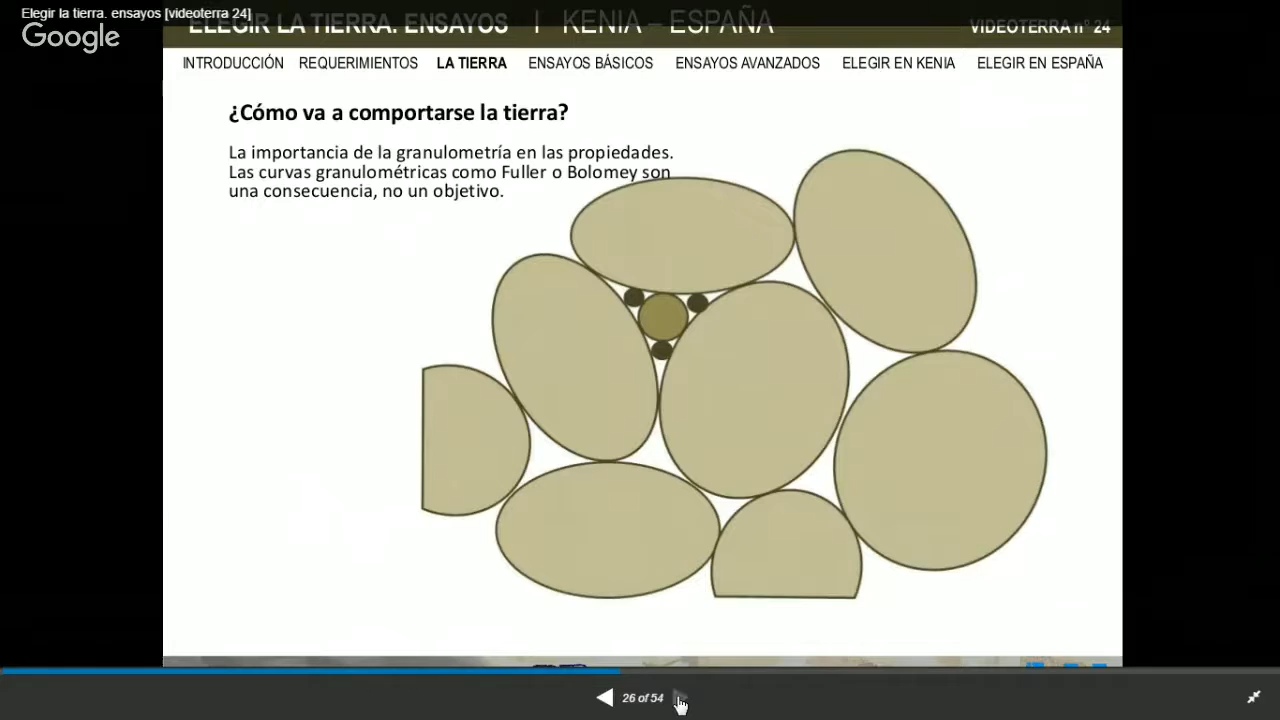 Elegir la tierra. ensayos [videoterra 24]
Google
ELEGIR LA TIERRA. ENSAYOS | KENIA – ESPAÑA
VIDEOTERRA nº 24
INTRODUCCIÓN REQUERIMIENTOS LA TIERRA ENSAYOS BÁSICOS ENSAYOS AVANZADOS ELEGIR EN KENIA ELEGIR EN ESPAÑA
¿Cómo va a comportarse la tierra?
La importancia de la granulometría en las propiedades.
Las curvas granulométricas como Fuller o Bolomey son
una consecuencia, no un objetivo.
26 of 54